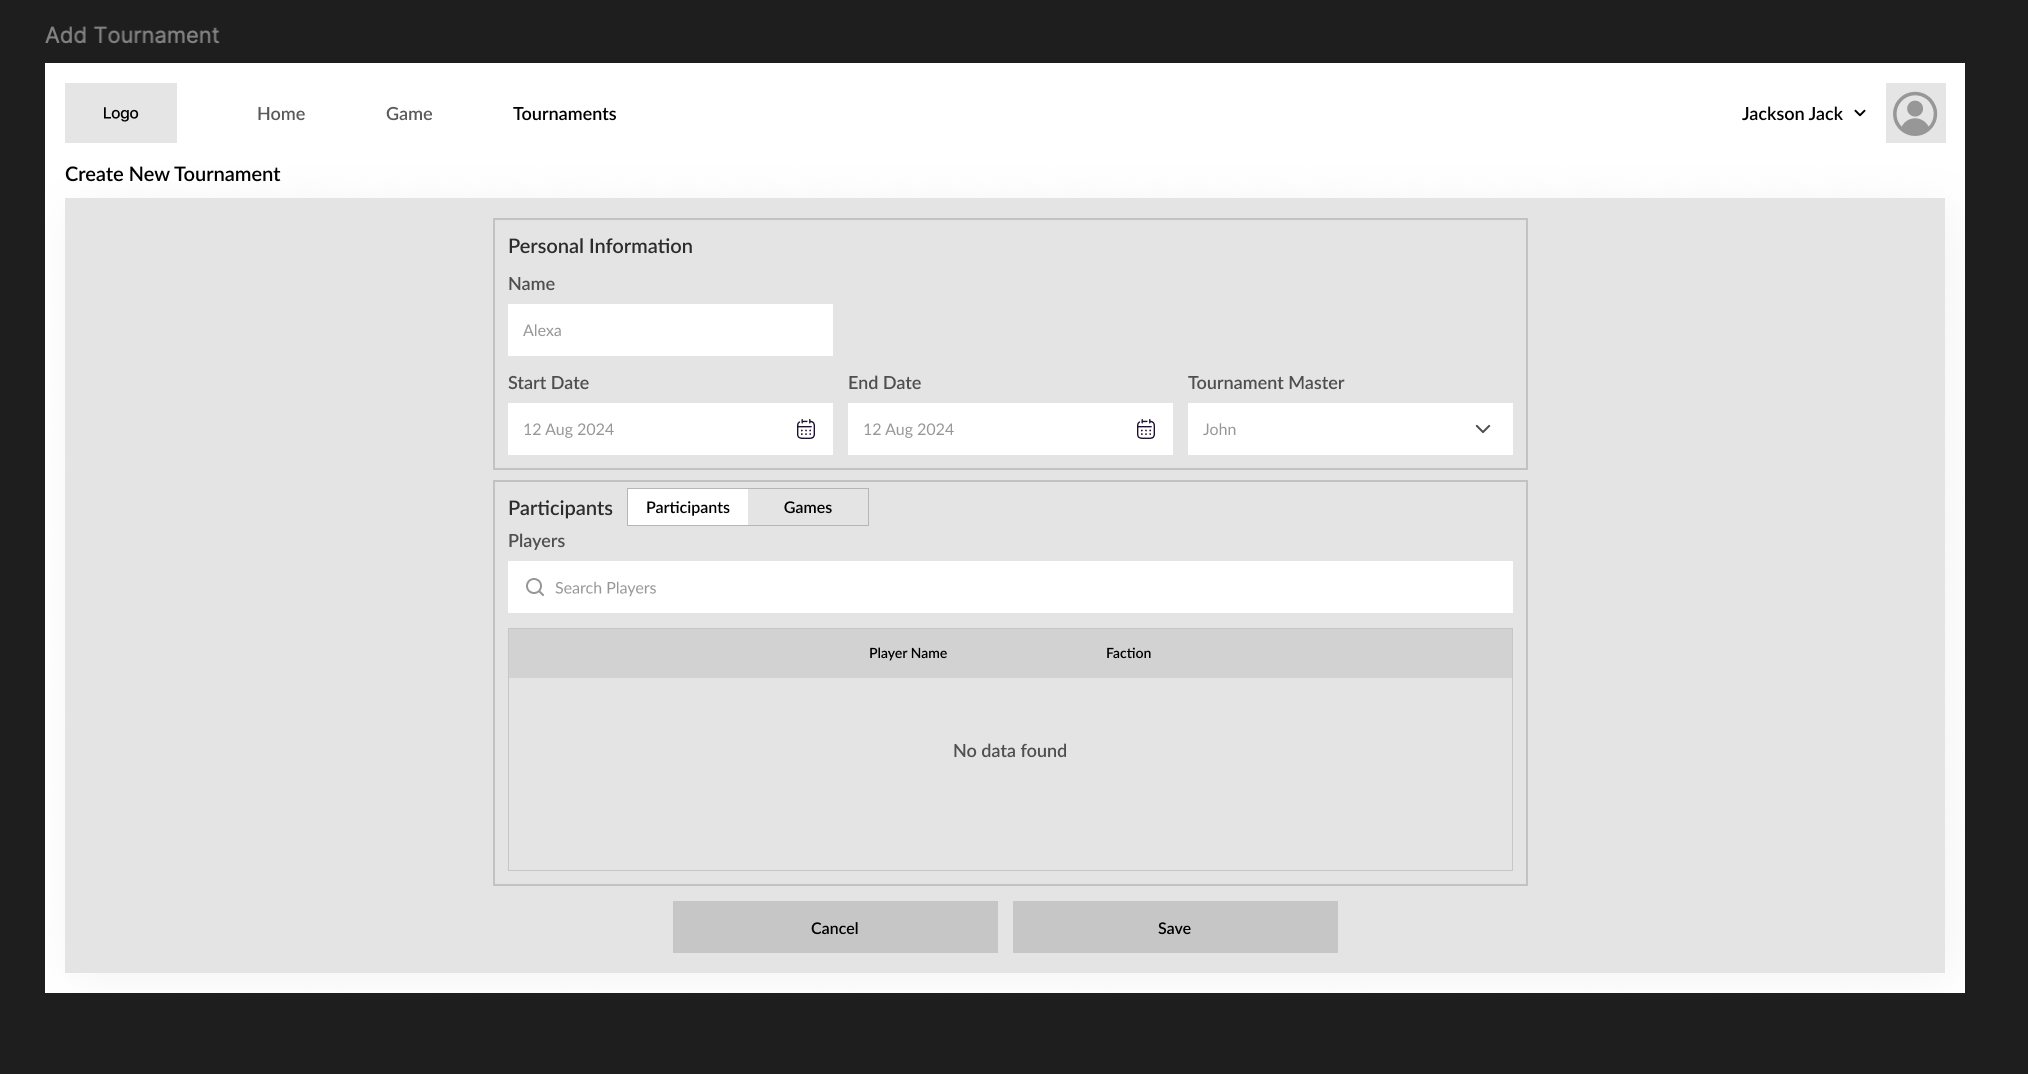 Add Tournament
Logo Home Game Tournaments Jackson Jack
Create New Tournament
Personal Information
Name
Alexa
Start Date End Date Tournament Master
12 Aug 2024 12 Aug 2024 John
Participants Participants Games
Players
Search Players
Player Name Faction
No data found
Cancel Save